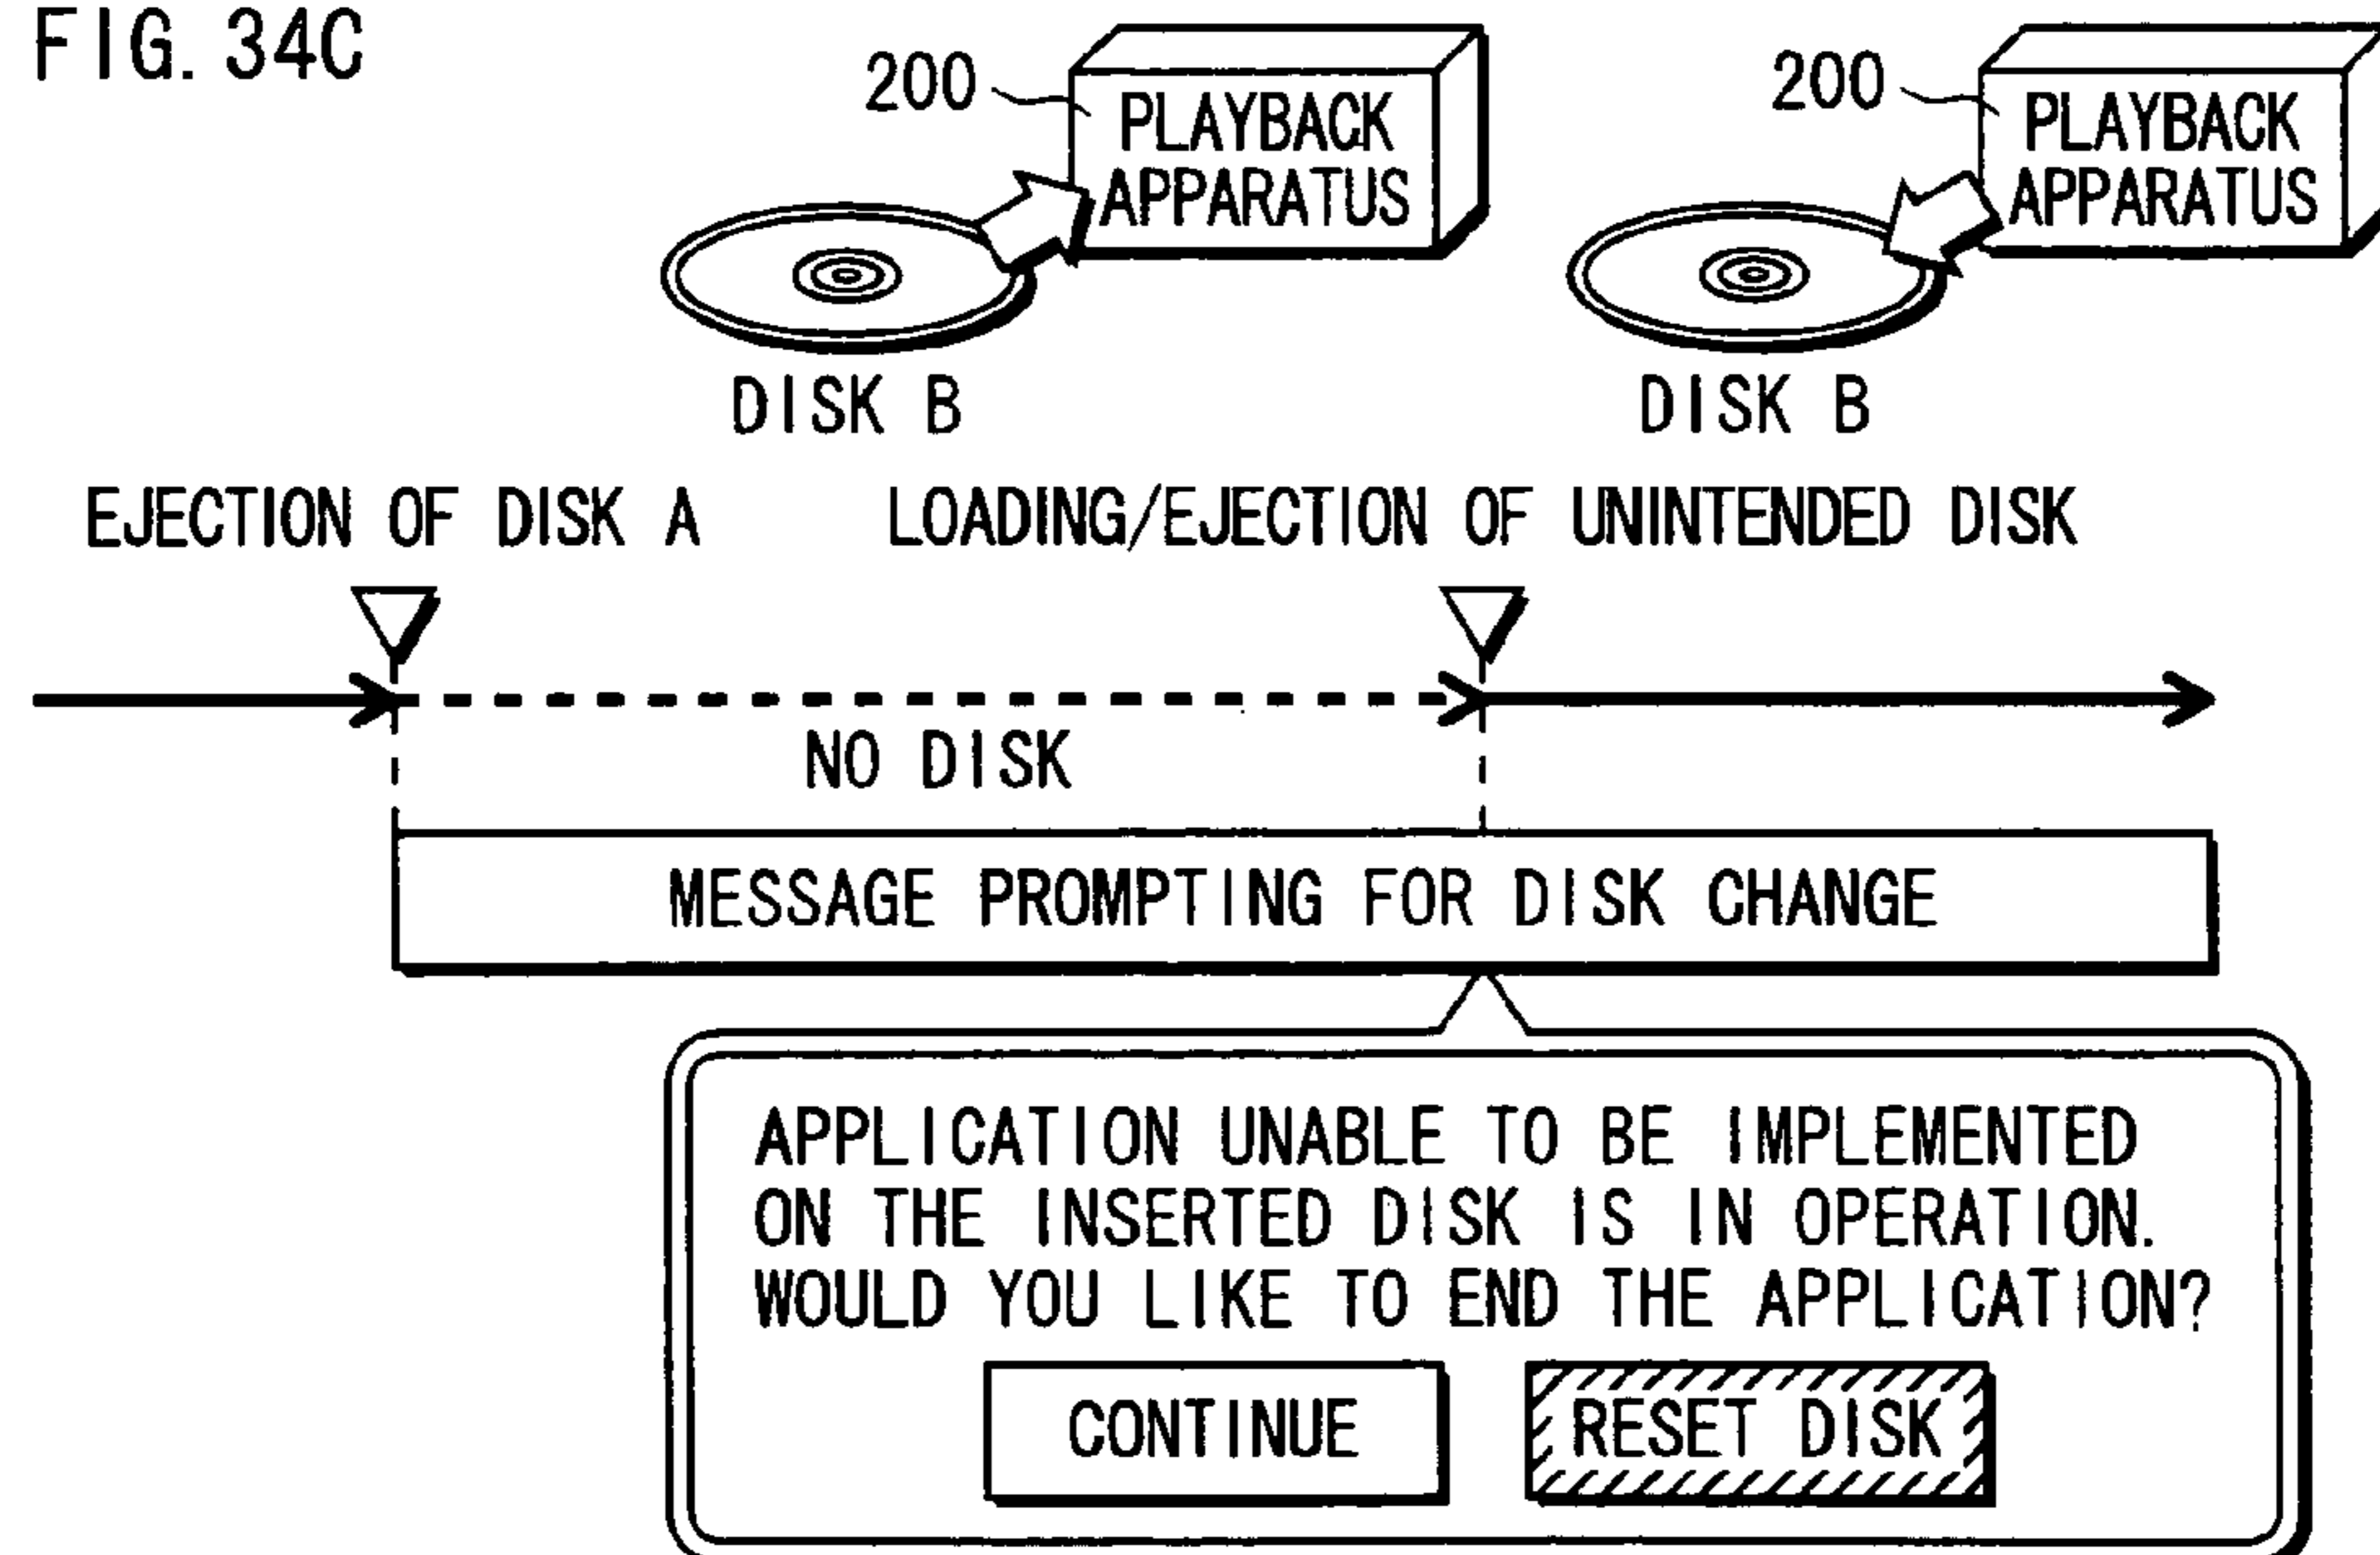 FIG. 34C
200
PLAYBACK
APPARATUS
200
PLAYBACK
APPARATUS
DISK B
DISK B
EJECTION OF DISK A
LOADING/EJECTION OF UNINTENDED DISK
NO DISK
MESSAGE PROMPTING FOR DISK CHANGE
APPLICATION UNABLE TO BE IMPLEMENTED
ON THE INSERTED DISK IS IN OPERATION.
WOULD YOU LIKE TO END THE APPLICATION?
CONTINUE
RESET DISK